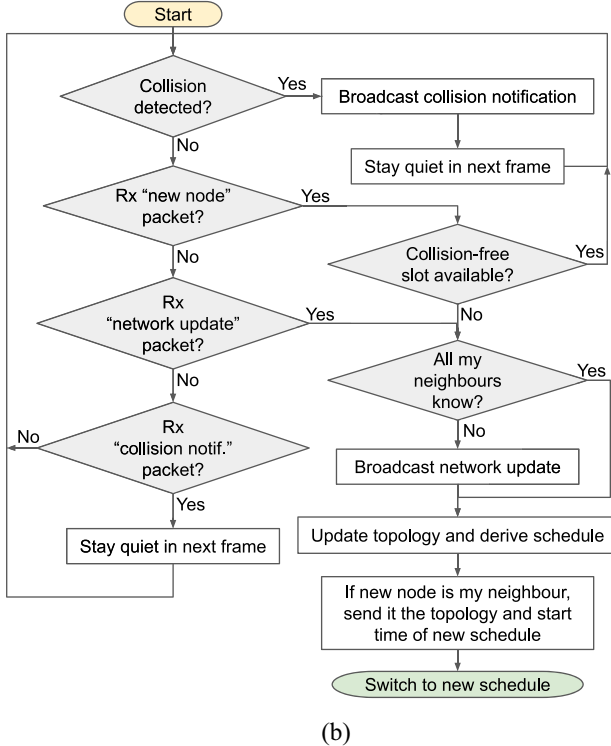 Start
Collision
detected?
Yes
Broadcast collision notification
No
Stay quiet in next frame
Rx “new node”
packet?
Yes
No
Collision-free
slot available?
Yes
No
Rx
“network update”
packet?
Yes
No
All my
neighbours
know?
Yes
No
Rx
“collision notif.”
packet?
No
Yes
Broadcast network update
Stay quiet in next frame
Update topology and derive schedule
If new node is my neighbour,
send it the topology and start
time of new schedule
Switch to new schedule
(b)